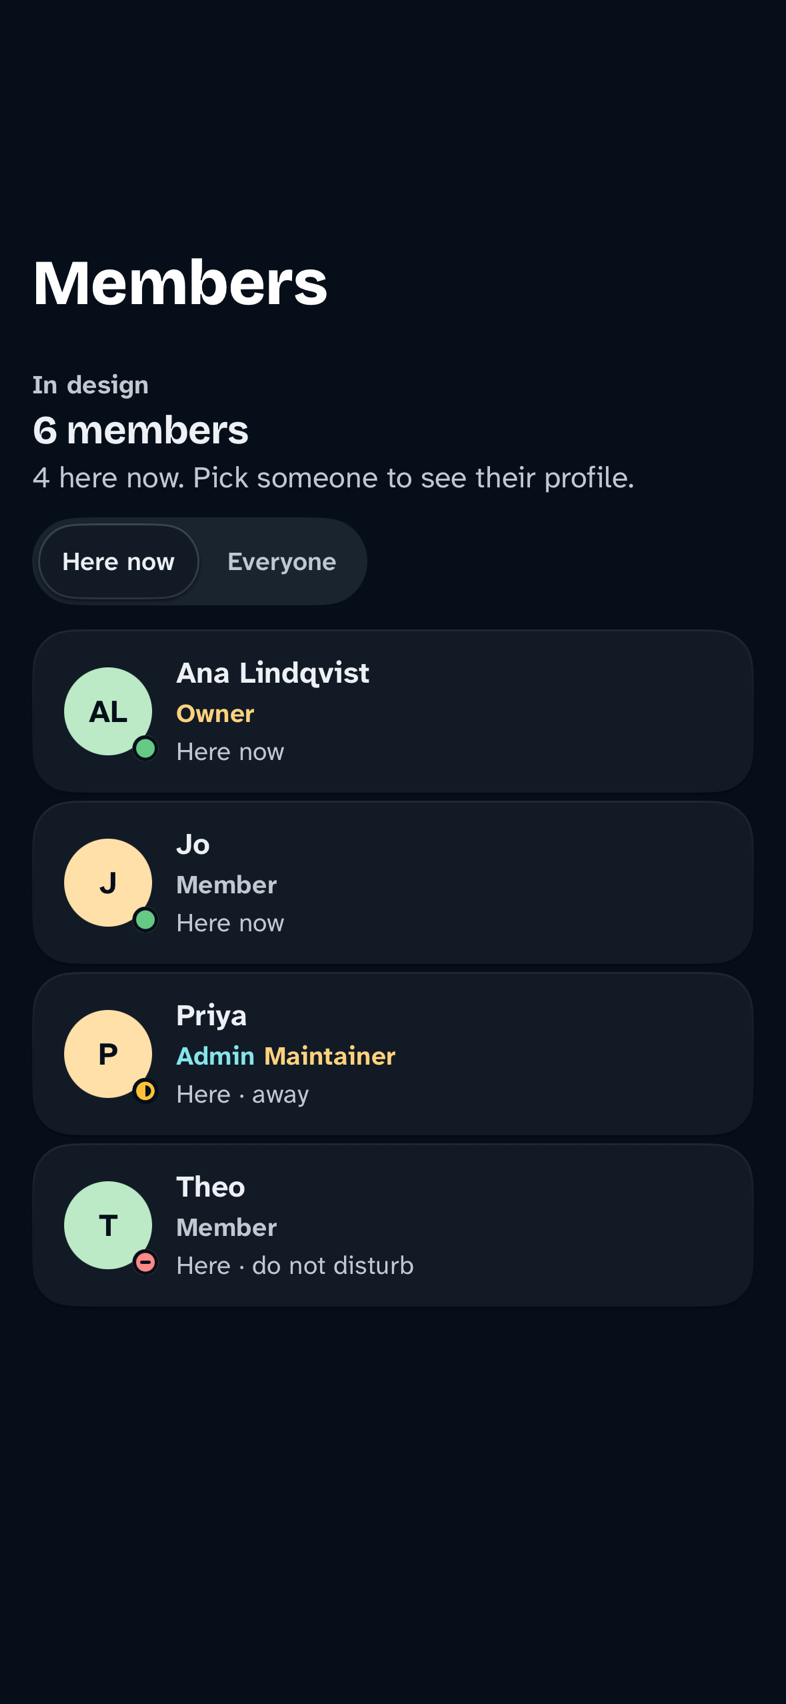 Members
In design
6 members
4 here now. Pick someone to see their profile.
Here now Everyone
AL
Ana Lindqvist
Owner
Here now
J
Jo
Member
Here now
P
Priya
Admin Maintainer
Here · away
T
Theo
Member
Here · do not disturb